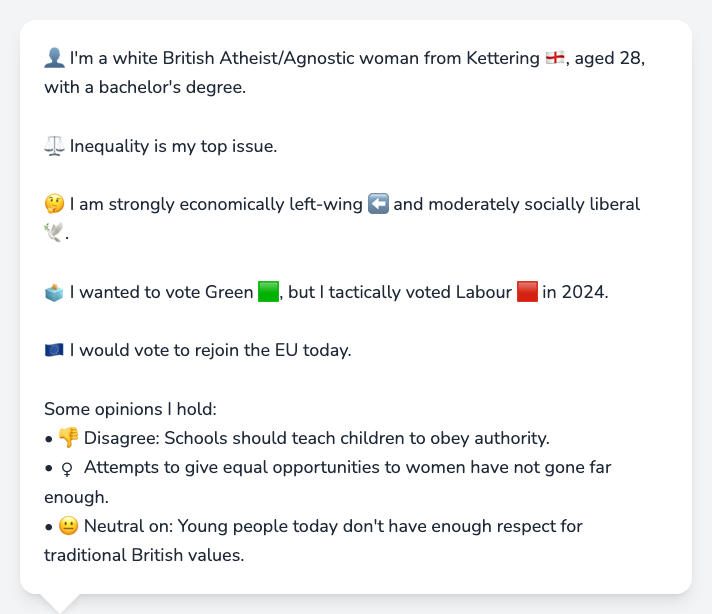 👤 I'm a white British Atheist/Agnostic woman from Kettering 🏴󠁧󠁢󠁥󠁮󠁧󠁿, aged 28,
with a bachelor's degree.
⚖️ Inequality is my top issue.
🤔 I am strongly economically left-wing ⬅️ and moderately socially liberal
🕊️.
🗳️ I wanted to vote Green 🟩, but I tactically voted Labour 🟥 in 2024.
🇪🇺 I would vote to rejoin the EU today.
Some opinions I hold:
• 👎 Disagree: Schools should teach children to obey authority.
• ♀ Attempts to give equal opportunities to women have not gone far
enough.
• 😐 Neutral on: Young people today don't have enough respect for
traditional British values.